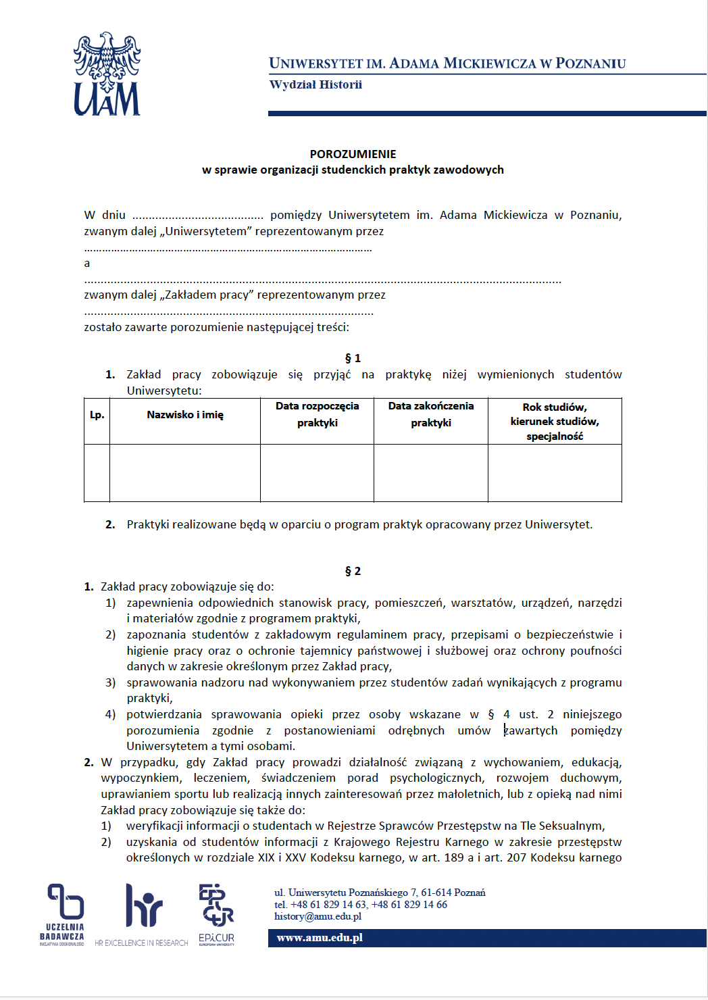 UAM
UNIWERSYTET IM. ADAMA MICKIEWICZA W POZNANIU
Wydział Historii
POROZUMIENIE
w sprawie organizacji studenckich praktyk zawodowych
W dniu ........................................ pomiędzy Uniwersytetem im. Adama Mickiewicza w Poznaniu,
zwanym dalej „Uniwersytetem” reprezentowanym przez
……………………………………………………………………………………
a
.................................................................................................................................................
zwanym dalej „Zakładem pracy” reprezentowanym przez
........................................................................................
zostało zawarte porozumienie następującej treści:
§ 1
1. Zakład pracy zobowiązuje się przyjąć na praktykę niżej wymienionych studentów
Uniwersytetu:
Lp.
Nazwisko i imię
Data rozpoczęcia
praktyki
Data zakończenia
praktyki
Rok studiów,
kierunek studiów,
specjalność
2. Praktyki realizowane będą w oparciu o program praktyk opracowany przez Uniwersytet.
§ 2
1. Zakład pracy zobowiązuje się do:
1) zapewnienia odpowiednich stanowisk pracy, pomieszczeń, warsztatów, urządzeń, narzędzi
i materiałów zgodnie z programem praktyki,
2) zapoznania studentów z zakładowym regulaminem pracy, przepisami o bezpieczeństwie i
higienie pracy oraz o ochronie tajemnicy państwowej i służbowej oraz ochrony poufności
danych w zakresie określonym przez Zakład pracy,
3) sprawowania nadzoru nad wykonywaniem przez studentów zadań wynikających z programu
praktyki,
4) potwierdzania sprawowania opieki przez osoby wskazane w § 4 ust. 2 niniejszego
porozumienia zgodnie z postanowieniami odrębnych umów zawartych pomiędzy
Uniwersytetem a tymi osobami.
2. W przypadku, gdy Zakład pracy prowadzi działalność związaną z wychowaniem, edukacją,
wypoczynkiem, leczeniem, świadczeniem porad psychologicznych, rozwojem duchowym,
uprawianiem sportu lub realizacją innych zainteresowań przez małoletnich, lub z opieką nad nimi
Zakład pracy zobowiązuje się także do:
1) weryfikacji informacji o studentach w Rejestrze Sprawców Przestępstw na Tle Seksualnym,
2) uzyskania od studentów informacji z Krajowego Rejestru Karnego w zakresie przestępstw
określonych w rozdziale XIX i XXV Kodeksu karnego, w art. 189 a i art. 207 Kodeksu karnego
UCZELNIA
BADAWCZA
INICJATYWA DOSKONAŁOŚCI
hr
HR EXCELLENCE IN RESEARCH
EPICUR
EPiCUR
EUROPEAN UNIVERSITY
ul. Uniwersytetu Poznańskiego 7, 61-614 Poznań
tel. +48 61 829 14 63, +48 61 829 14 66
history@amu.edu.pl
www.amu.edu.pl